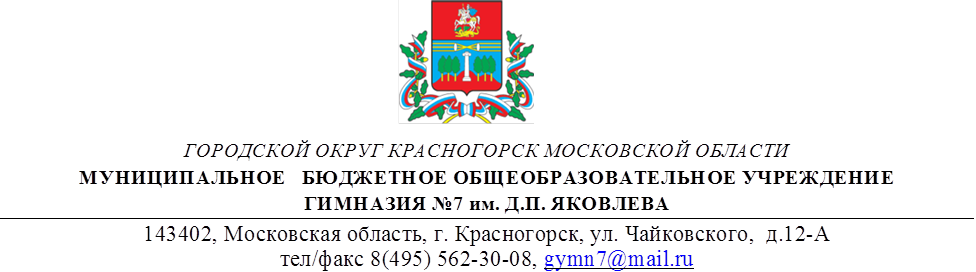 ГОРОДСКОЙ ОКРУГ КРАСНОГОРСК МОСКОВСКОЙ ОБЛАСТИ
МУНИЦИПАЛЬНОЕ БЮДЖЕТНОЕ ОБЩЕОБРАЗОВАТЕЛЬНОЕ УЧРЕЖДЕНИЕ
ГИМНАЗИЯ №7 им. Д.П. ЯКОВЛЕВА
143402, Московская область, г. Красногорск, ул. Чайковского, д.12-А
тел/факс 8(495) 562-30-08, gymn7@mail.ru